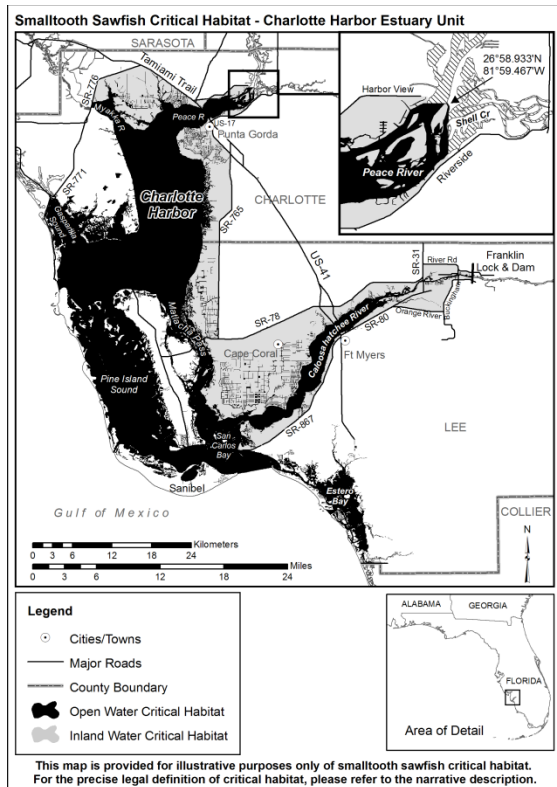 Smalltooth Sawfish Critical Habitat - Charlotte Harbor Estuary Unit
SARASOTA
Tamiami Trail
SR-776
Myakka R
Peace R
US-17
Punta Gorda
26°58.933'N
81°59.467'W
Harbor View
Shell Cr
Peace River
Riverside
SR-771
Gasparilla Sound
Charlotte Harbor
CHARLOTTE
SR-765
US-41
SR-31
River Rd
Franklin
Lock & Dam
Buckingham
Orange River
SR-78
SR-80
Matlacha Pass
Cape Coral
Caloosahatchee River
Ft Myers
Pine Island
Sound
SR-867
San
Carlos
Bay
LEE
Sanibel
Estero
Bay
COLLIER
Gulf of Mexico
N
Kilometers
0 3 6 12 18 24
Miles
0 3 6 12 18 24
Legend
Cities/Towns
Major Roads
County Boundary
Open Water Critical Habitat
Inland Water Critical Habitat
ALABAMA
GEORGIA
FLORIDA
Area of Detail
This map is provided for illustrative purposes only of smalltooth sawfish critical habitat.
For the precise legal definition of critical habitat, please refer to the narrative description.